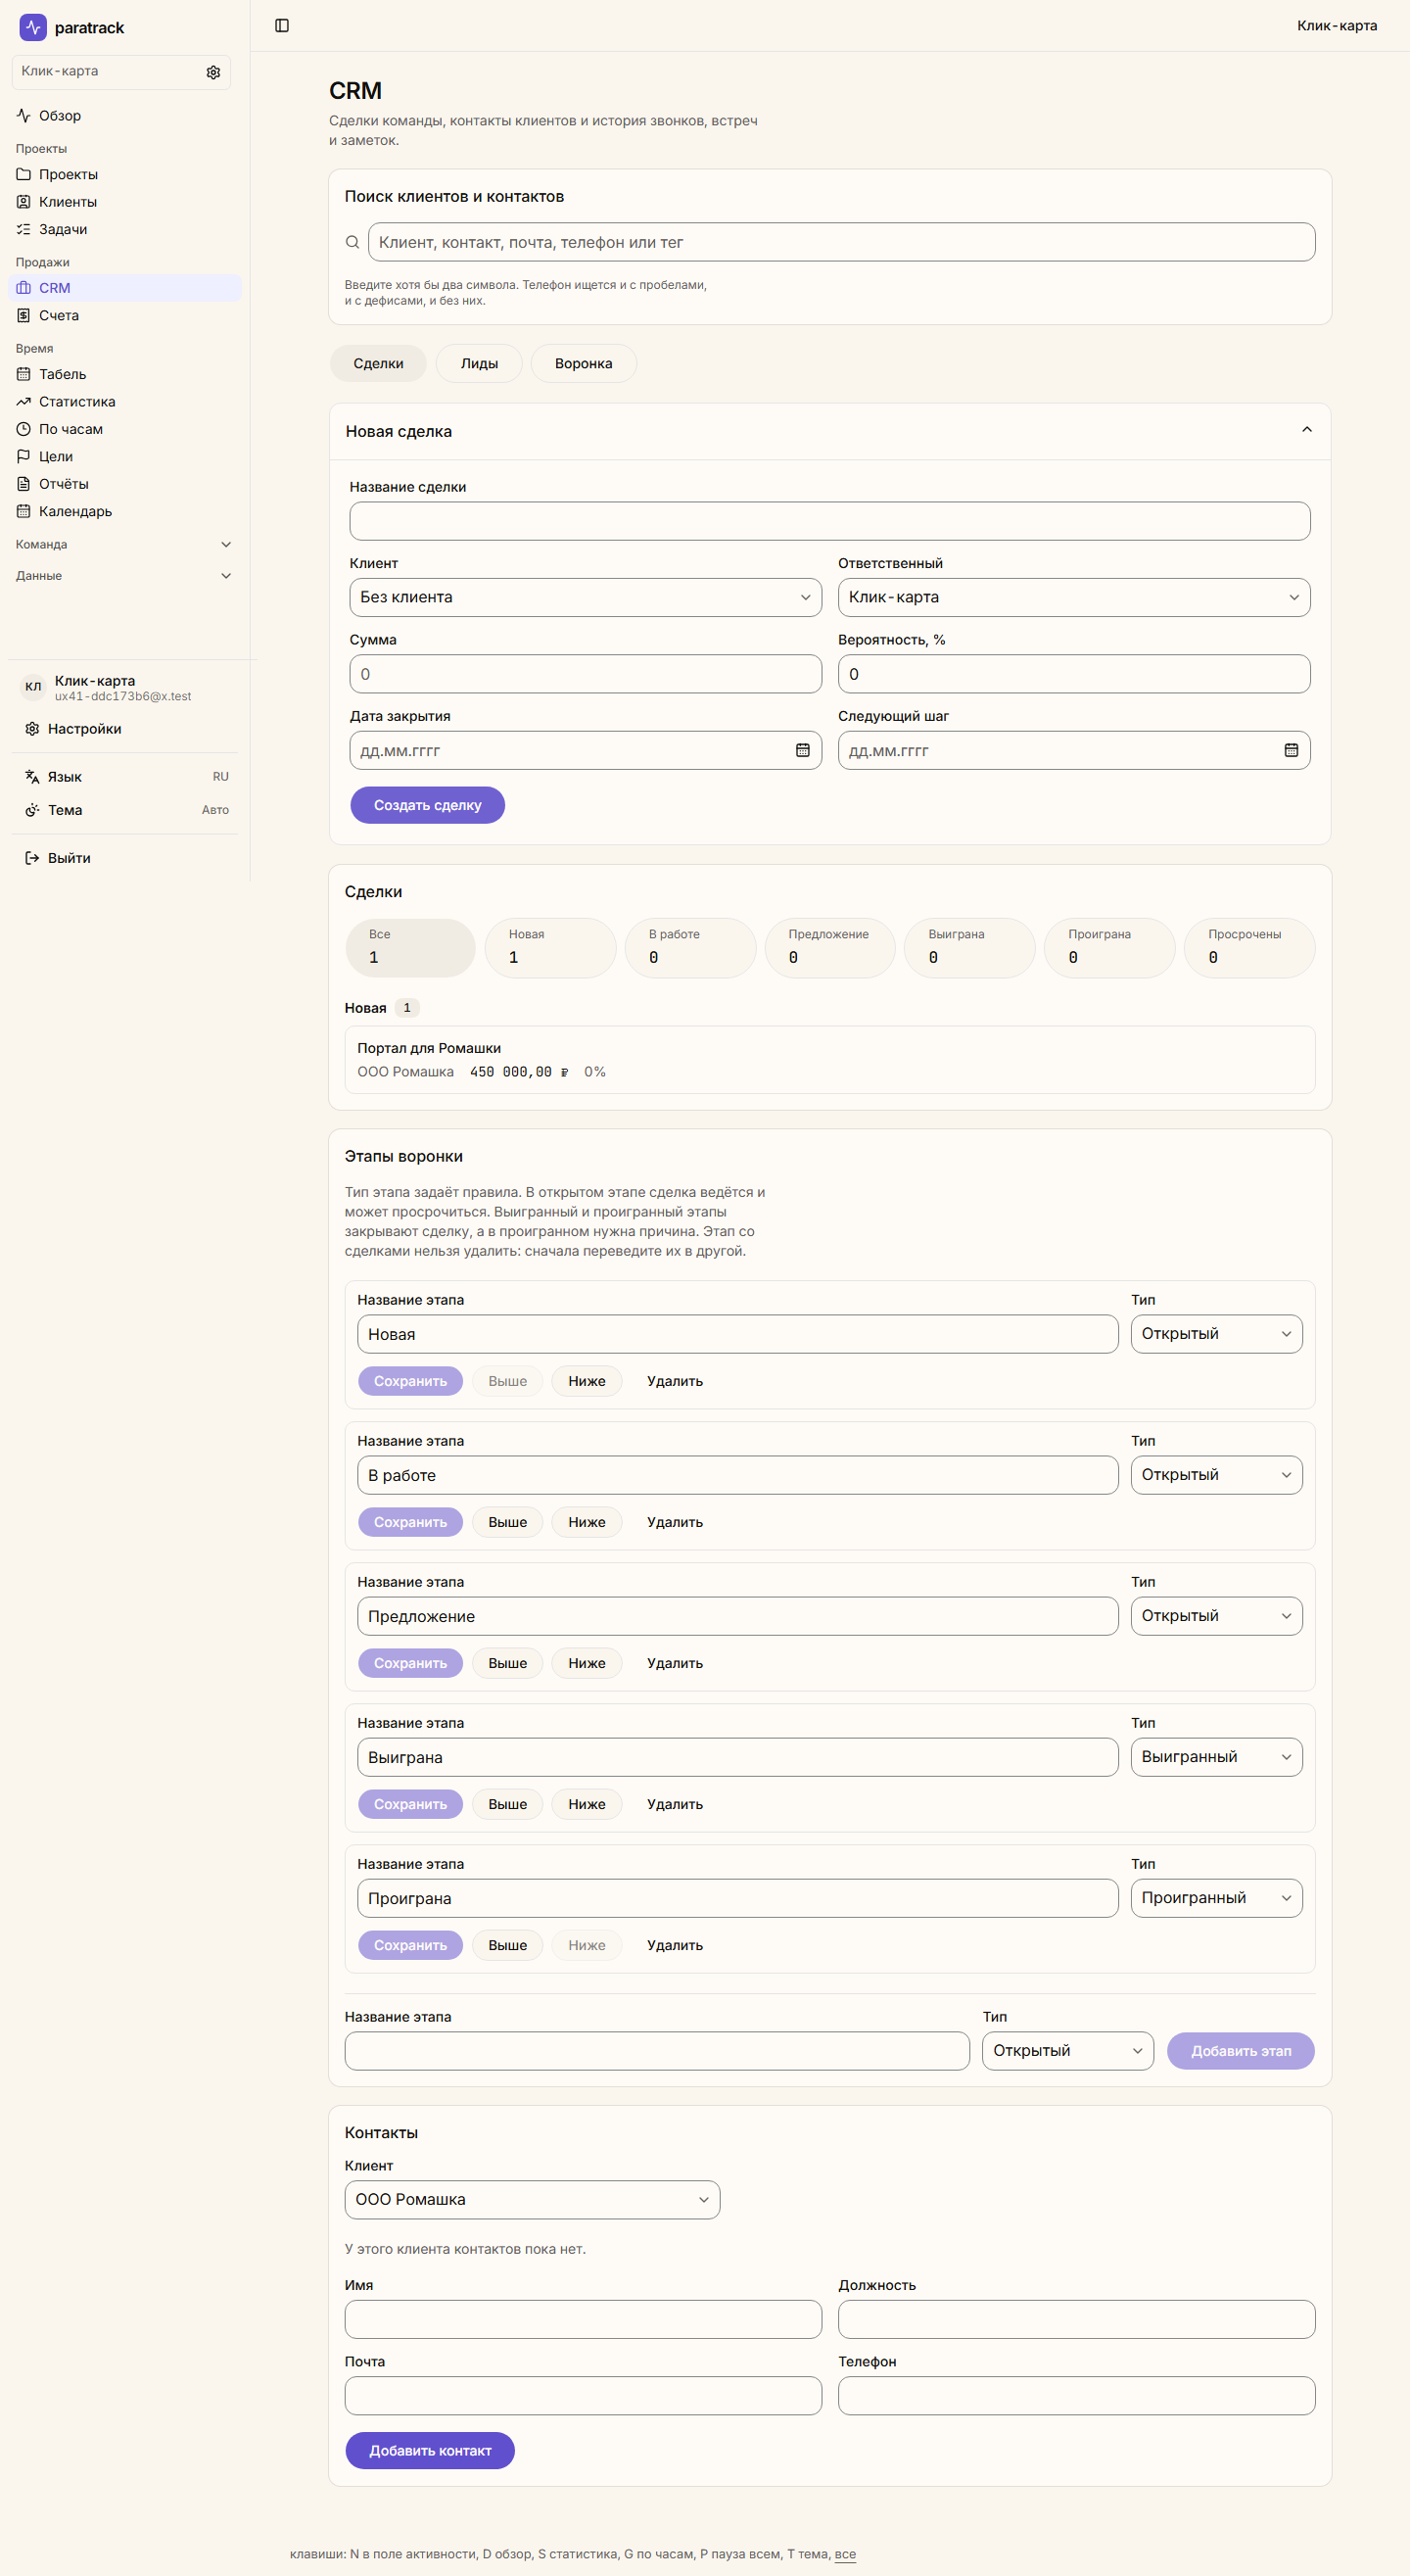 paratrack
Клик-карта
Клик-карта
Обзор
Проекты
Проекты
Клиенты
Задачи
Продажи
CRM
Счета
Время
Табель
Статистика
По часам
Цели
Отчёты
Календарь
Команда
Данные
КЛ
Клик-карта
ux41-ddc173b6@x.test
Настройки
Язык RU
Тема Авто
Выйти
CRM
Сделки команды, контакты клиентов и история звонков, встреч
и заметок.
Поиск клиентов и контактов
Клиент, контакт, почта, телефон или тег
Введите хотя бы два символа. Телефон ищется и с пробелами,
и с дефисами, и без них.
Сделки Лиды Воронка
Новая сделка
Название сделки
Клиент Ответственный
Без клиента Клик-карта
Сумма Вероятность, %
0 0
Дата закрытия Следующий шаг
дд.мм.гггг дд.мм.гггг
Создать сделку
Сделки
Все Новая В работе Предложение Выиграна Проиграна Просрочены
1 1 0 0 0 0 0
Новая 1
Портал для Ромашки
ООО Ромашка 450 000,00 ₽ 0%
Этапы воронки
Тип этапа задаёт правила. В открытом этапе сделка ведётся и
может просрочиться. Выигранный и проигранный этапы
закрывают сделку, а в проигранном нужна причина. Этап со
сделками нельзя удалить: сначала переведите их в другой.
Название этапа Тип
Новая Открытый
Сохранить Выше Ниже Удалить
Название этапа Тип
В работе Открытый
Сохранить Выше Ниже Удалить
Название этапа Тип
Предложение Открытый
Сохранить Выше Ниже Удалить
Название этапа Тип
Выиграна Выигранный
Сохранить Выше Ниже Удалить
Название этапа Тип
Проиграна Проигранный
Сохранить Выше Ниже Удалить
Название этапа Тип
Открытый Добавить этап
Контакты
Клиент
ООО Ромашка
У этого клиента контактов пока нет.
Имя Должность
Почта Телефон
Добавить контакт
клавиши: N в поле активности, D обзор, S статистика, G по часам, P пауза всем, T тема, все